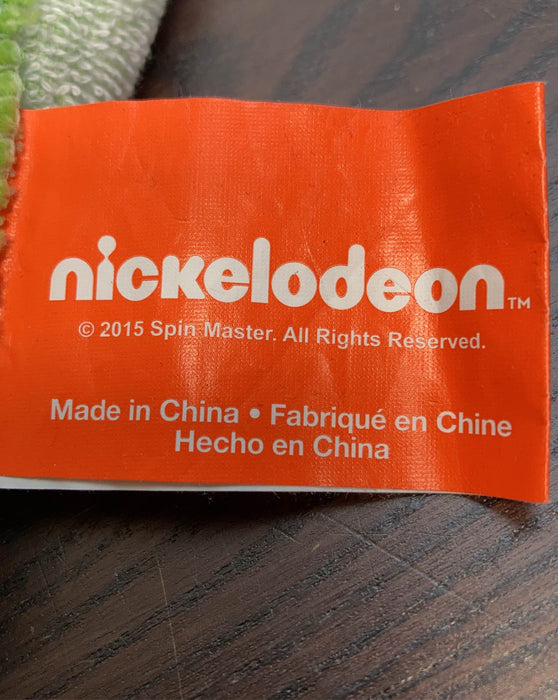 nickelodeon™
© 2015 Spin Master. All Rights Reserved.
Made in China • Fabriqué en Chine
Hecho en China